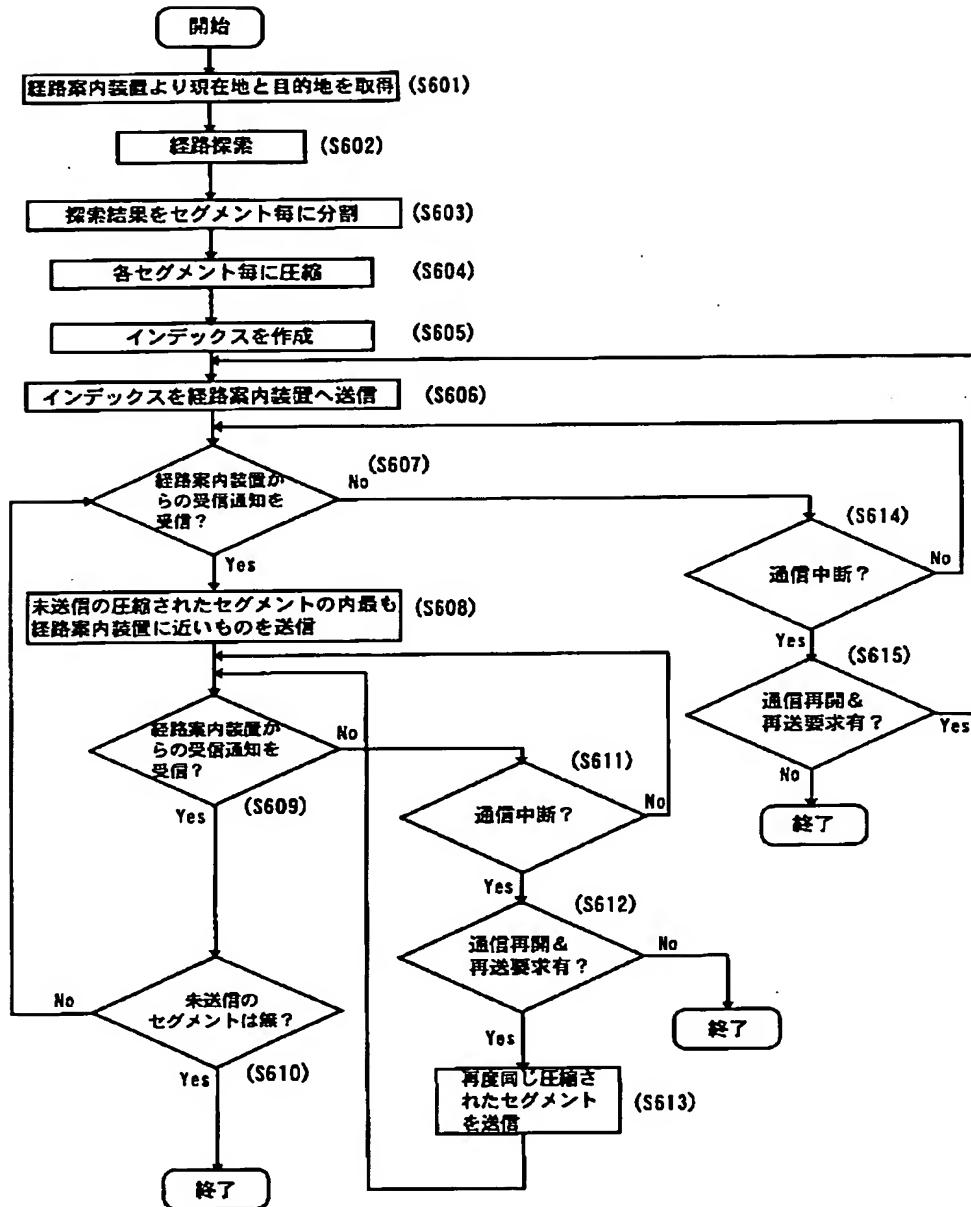 開始
経路案内装置より現在地と目的地を取得
(S601)
経路探索
(S602)
探索結果をセグメント毎に分割
(S603)
各セグメント毎に圧縮
(S604)
インデックスを作成
(S605)
インデックスを経路案内装置へ送信
(S606)
経路案内装置か
らの受信通知を
受信？
(S607)
No
Yes
(S614)
通信中断？
No
Yes
未送信の圧縮されたセグメントの内最も
経路案内装置に近いものを送信
(S608)
(S615)
通信再開＆
再送要求有？
Yes
No
終了
経路案内装置か
らの受信通知を
受信？
No
Yes
(S609)
(S611)
通信中断？
No
Yes
(S612)
通信再開＆
再送要求有？
No
Yes
終了
未送信の
セグメントは無？
No
Yes
(S610)
再度同じ圧縮さ
れたセグメント
を送信
(S613)
終了